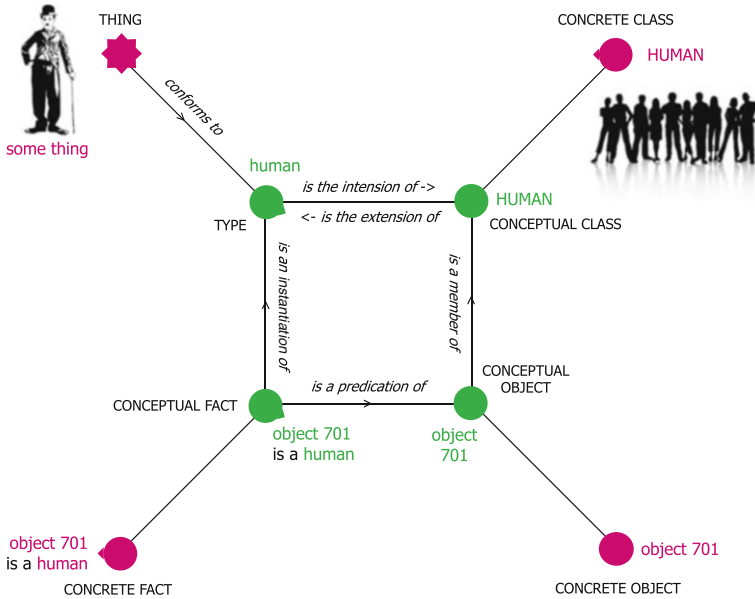 THING
CONCRETE CLASS
HUMAN
conforms to
some thing
human
is the intension of ->
<- is the extension of
HUMAN
TYPE
CONCEPTUAL CLASS
is an instantiation of
is a member of
CONCEPTUAL
OBJECT
is a predication of
CONCEPTUAL FACT
object 701
is a human
object
701
object 701
is a human
object 701
CONCRETE FACT
CONCRETE OBJECT